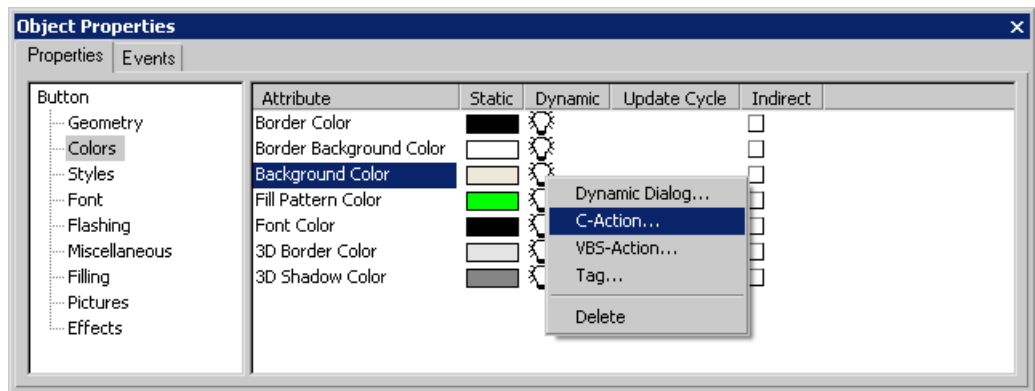 Object Properties
Properties Events
Button
Geometry
Colors
Styles
Font
Flashing
Miscellaneous
Filling
Pictures
Effects
Attribute Static Dynamic Update Cycle Indirect
Border Color
Border Background Color
Background Color
Fill Pattern Color
Font Color
3D Border Color
3D Shadow Color
Dynamic Dialog...
C-Action...
VBS-Action...
Tag...
Delete